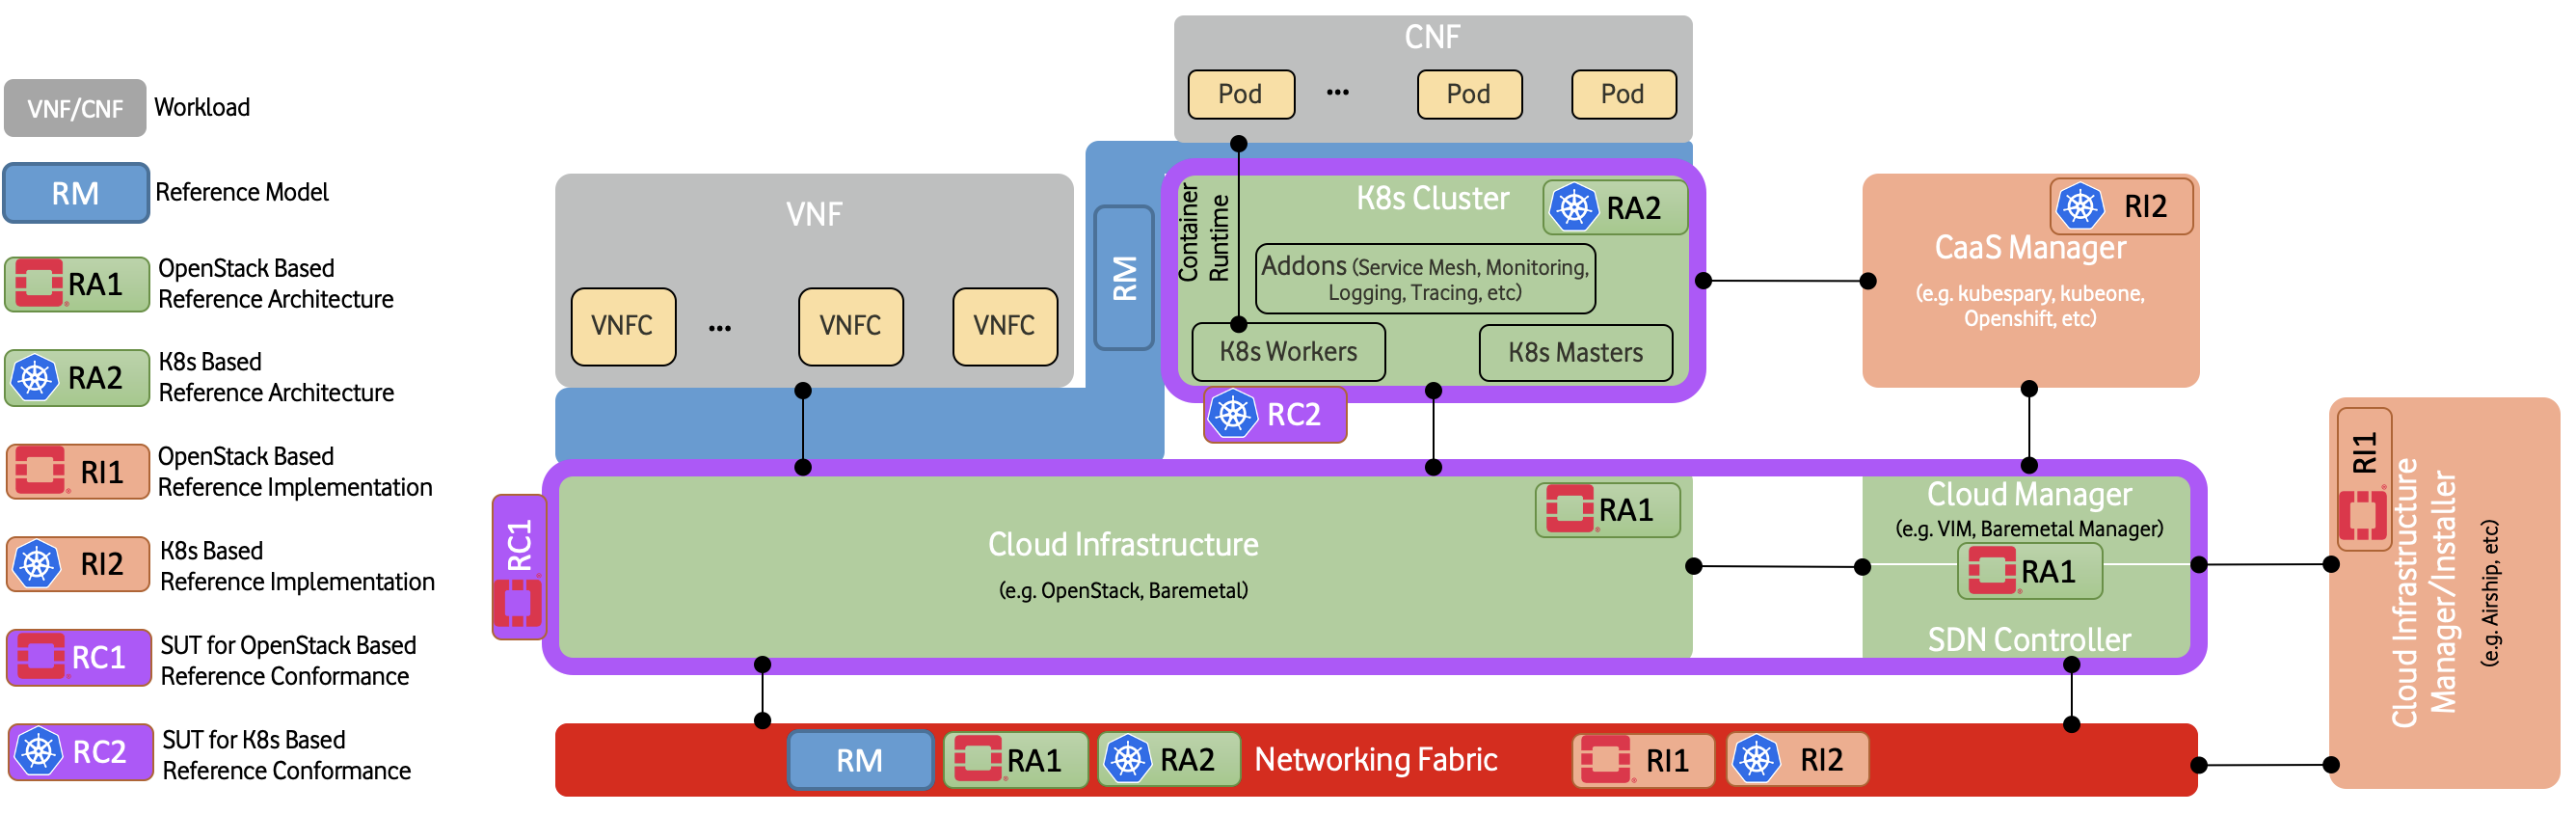 VNF/CNF
Workload
RM
Reference Model
RA1
OpenStack Based
Reference Architecture
RA2
K8s Based
Reference Architecture
RI1
OpenStack Based
Reference Implementation
RI2
K8s Based
Reference Implementation
RC1
SUT for OpenStack Based
Reference Conformance
RC2
SUT for K8s Based
Reference Conformance
VNF
VNFC
...
VNFC
VNFC
CNF
Pod
...
Pod
Pod
RM
Container
Runtime
K8s Cluster
RA2
Addons (Service Mesh, Monitoring,
Logging, Tracing, etc)
K8s Workers
K8s Masters
RC2
RI2
CaaS Manager
(e.g. kubespary, kubeone,
Openshift, etc)
RC1
Cloud Infrastructure
(e.g. OpenStack, Baremetal)
RA1
Cloud Manager
(e.g. VIM, Baremetal Manager)
RA1
SDN Controller
RI1
Cloud Infrastructure
Manager/Installer
(e.g. Airship, etc)
RM
RA1
RA2
Networking Fabric
RI1
RI2